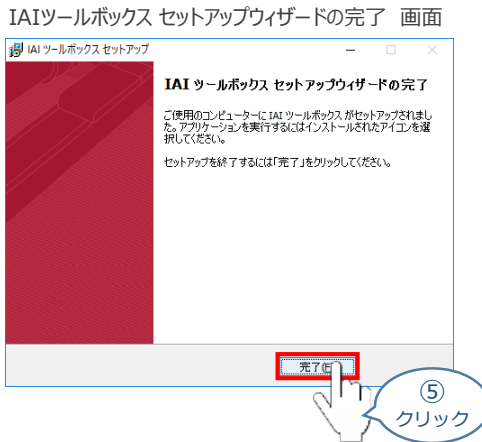 IAIツールボックス セットアップウィザードの完了 画面
IAI ツールボックス セットアップ
IAI ツールボックス セットアップウィザードの完了
ご使用のコンピューターに IAI ツールボックス がセットアップされまし
た。アプリケーションを実行するにはインストールされたアイコンを選
択してください。
セットアップを終了するには「完了」をクリックしてください。
完了(F)
⑤
クリック